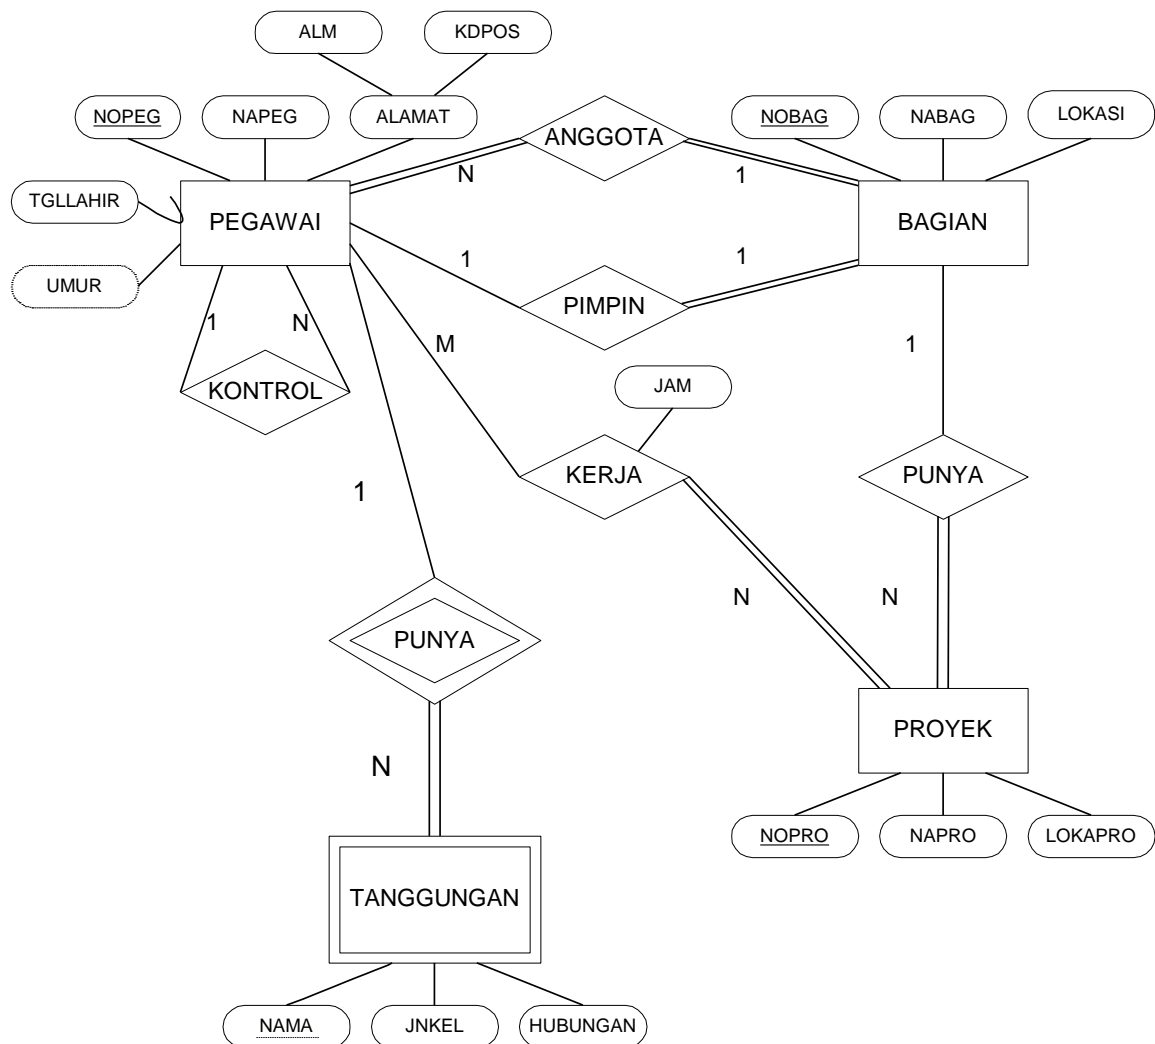 ALM
KDPOS
NOPEG
NAPEG
ALAMAT
ANGGOTA
NOBAG
NABAG
LOKASI
N
1
TGLLAHIR
PEGAWAI
BAGIAN
UMUR
1
1
PIMPIN
1
N
M
1
KONTROL
JAM
KERJA
PUNYA
1
N
N
PUNYA
PROYEK
N
NOPRO
NAPRO
LOKAPRO
TANGGUNGAN
NAMA
JNKEL
HUBUNGAN